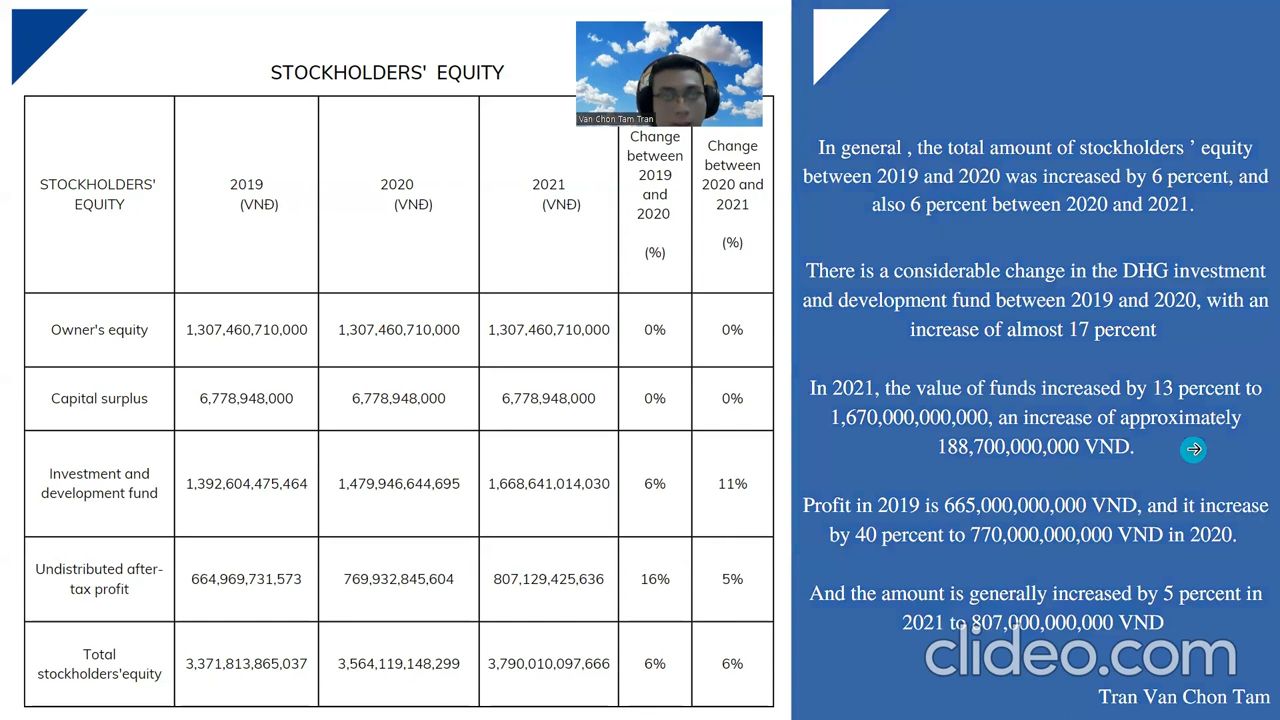 STOCKHOLDERS' EQUITY
Van Chon Tam Tran
STOCKHOLDERS'
EQUITY
2019
(VNĐ)
2020
(VNĐ)
2021
(VNĐ)
Change
between
2019
and
2020
(%)
Change
between
2020 and
2021
(%)
Owner's equity
1,307,460,710,000
1,307,460,710,000
1,307,460,710,000
0%
0%
Capital surplus
6,778,948,000
6,778,948,000
6,778,948,000
0%
0%
Investment and
development fund
1,392,604,475,464
1,479,946,644,695
1,668,641,014,030
6%
11%
Undistributed after-
tax profit
664,969,731,573
769,932,845,604
807,129,425,636
16%
5%
Total
stockholders'equity
3,371,813,865,037
3,564,119,148,299
3,790,010,097,666
6%
6%
In general , the total amount of stockholders ’ equity
between 2019 and 2020 was increased by 6 percent, and
also 6 percent between 2020 and 2021.
There is a considerable change in the DHG investment
and development fund between 2019 and 2020, with an
increase of almost 17 percent
In 2021, the value of funds increased by 13 percent to
1,670,000,000,000, an increase of approximately
188,700,000,000 VND.
Profit in 2019 is 665,000,000,000 VND, and it increase
by 40 percent to 770,000,000,000 VND in 2020.
And the amount is generally increased by 5 percent in
2021 to 807,000,000,000 VND
clideo.com
Tran Van Chon Tam